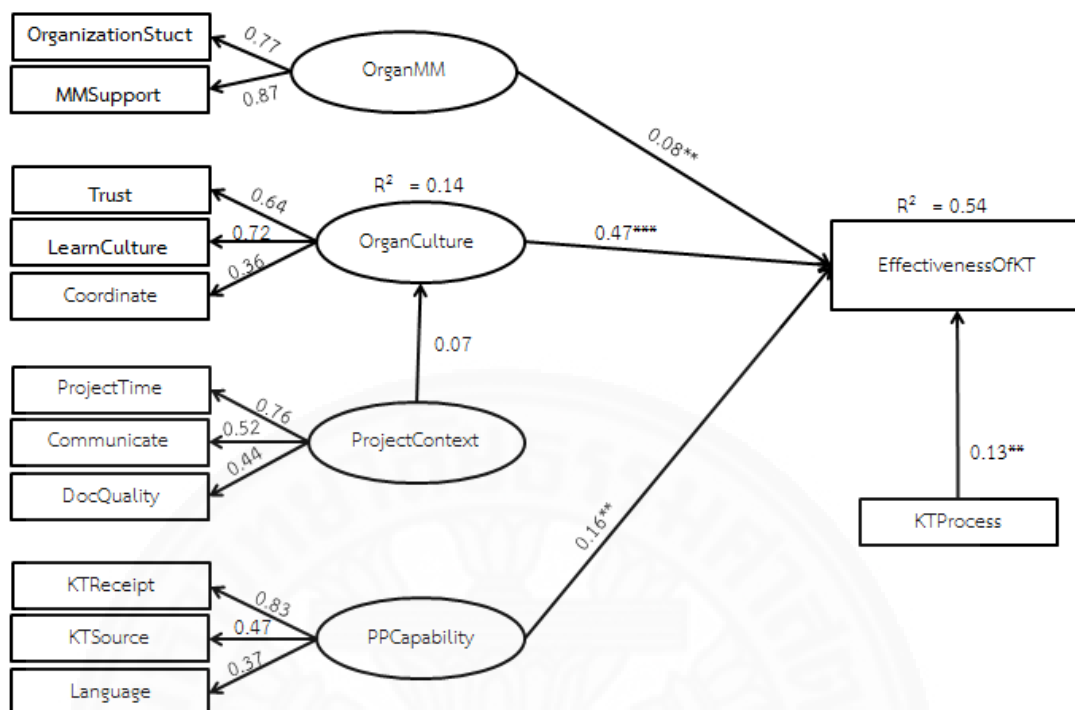 OrganizationStuct
0.77
MMSupport
0.87
OrganMM
0.08**
Trust
0.64
LearnCulture
0.72
Coordinate
0.36
R² = 0.14
OrganCulture
0.47***
R² = 0.54
EffectivenessOfKT
0.07
ProjectTime
0.76
Communicate
0.52
DocQuality
0.44
ProjectContext
0.13**
KTProcess
0.16**
KTReceipt
0.83
KTSource
0.47
Language
0.37
PPCapability